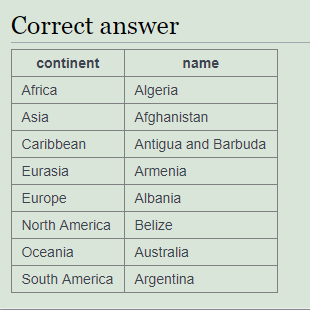 Correct answer
continent name
Africa Algeria
Asia Afghanistan
Caribbean Antigua and Barbuda
Eurasia Armenia
Europe Albania
North America Belize
Oceania Australia
South America Argentina